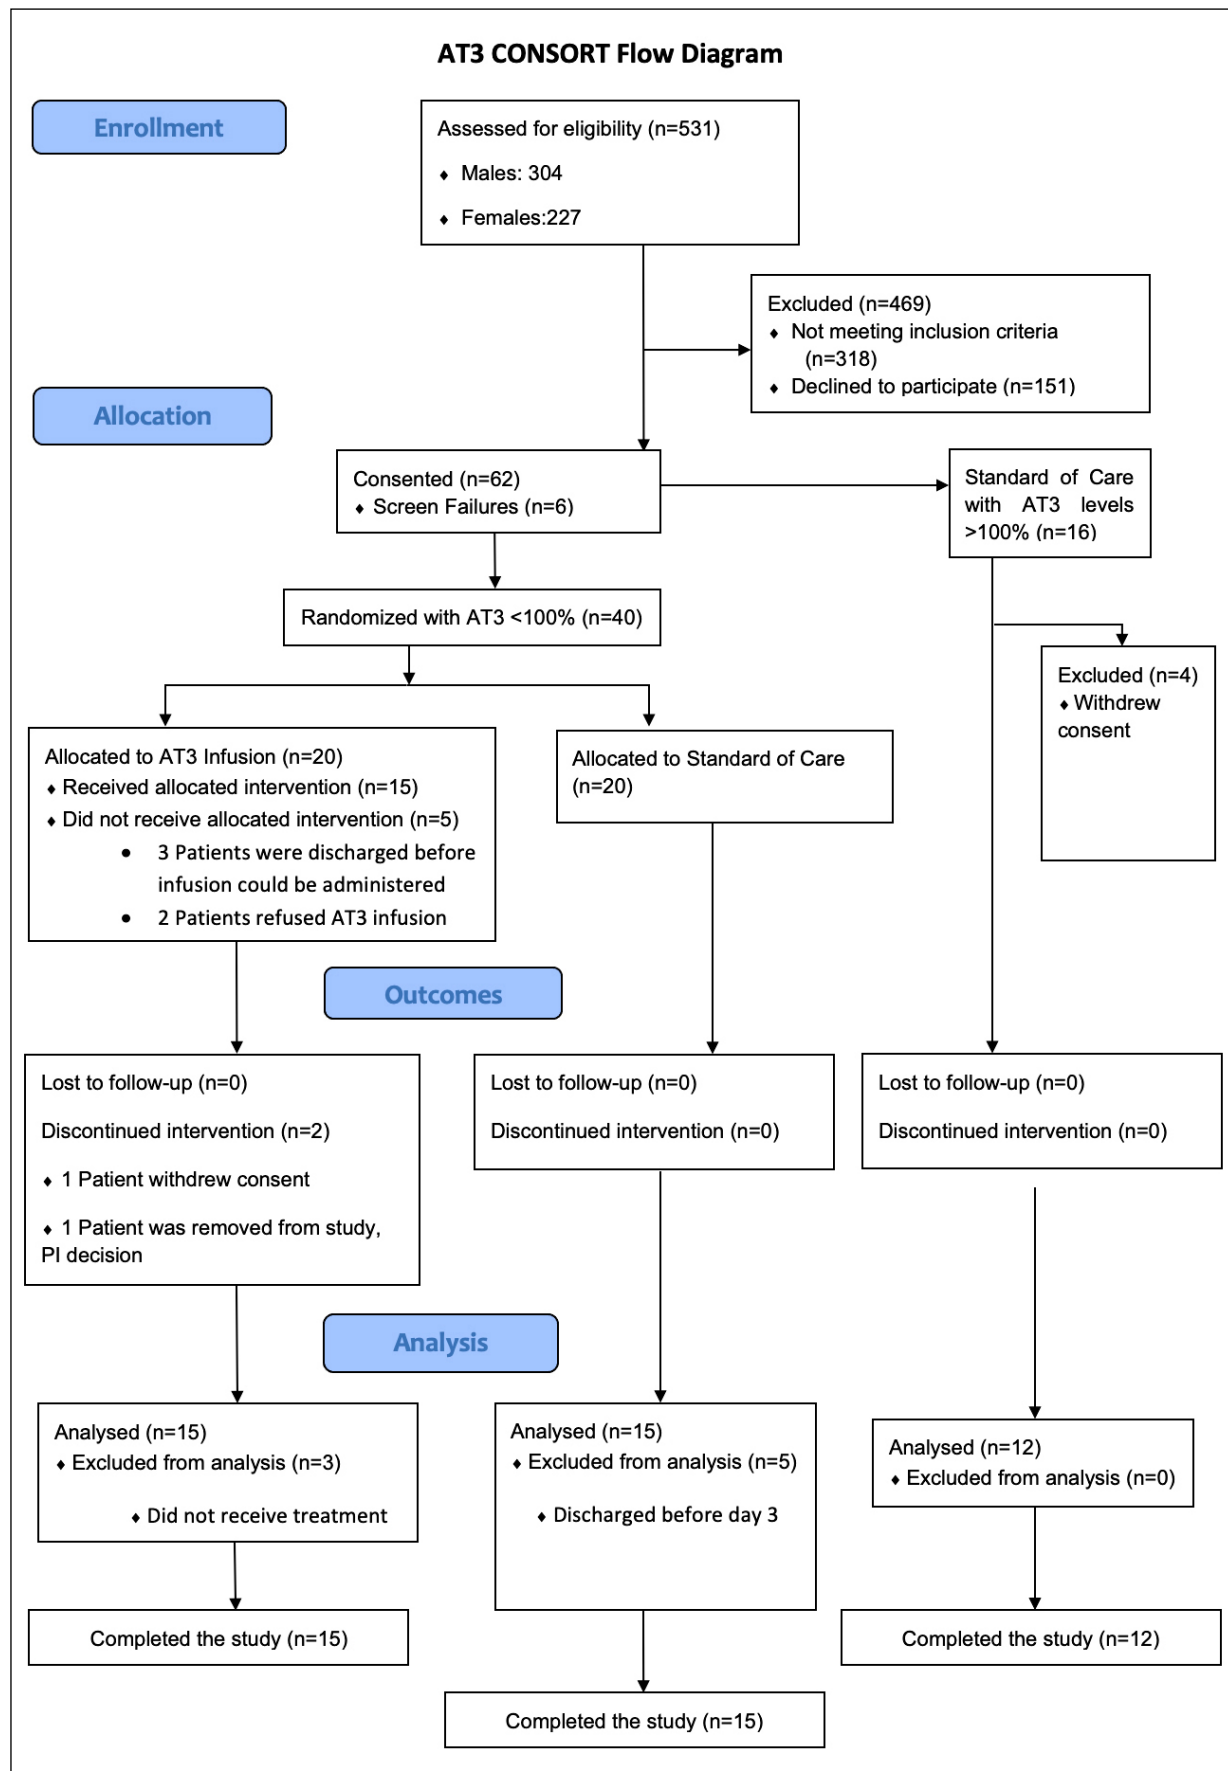 AT3 CONSORT Flow Diagram
Enrollment
Assessed for eligibility (n=531)
♦ Males: 304
♦ Females:227
Excluded (n=469)
♦ Not meeting inclusion criteria
(n=318)
♦ Declined to participate (n=151)
Allocation
Consented (n=62)
♦ Screen Failures (n=6)
Standard of Care
with AT3 levels
>100% (n=16)
Randomized with AT3 <100% (n=40)
Excluded (n=4)
♦ Withdrew
consent
Allocated to AT3 Infusion (n=20)
♦ Received allocated intervention (n=15)
♦ Did not receive allocated intervention (n=5)
• 3 Patients were discharged before
infusion could be administered
• 2 Patients refused AT3 infusion
Allocated to Standard of Care
(n=20)
Outcomes
Lost to follow-up (n=0)
Discontinued intervention (n=2)
♦ 1 Patient withdrew consent
♦ 1 Patient was removed from study,
PI decision
Lost to follow-up (n=0)
Discontinued intervention (n=0)
Lost to follow-up (n=0)
Discontinued intervention (n=0)
Analysis
Analysed (n=15)
♦ Excluded from analysis (n=3)
♦ Did not receive treatment
Analysed (n=15)
♦ Excluded from analysis (n=5)
♦ Discharged before day 3
Analysed (n=12)
♦ Excluded from analysis (n=0)
Completed the study (n=15)
Completed the study (n=15)
Completed the study (n=12)